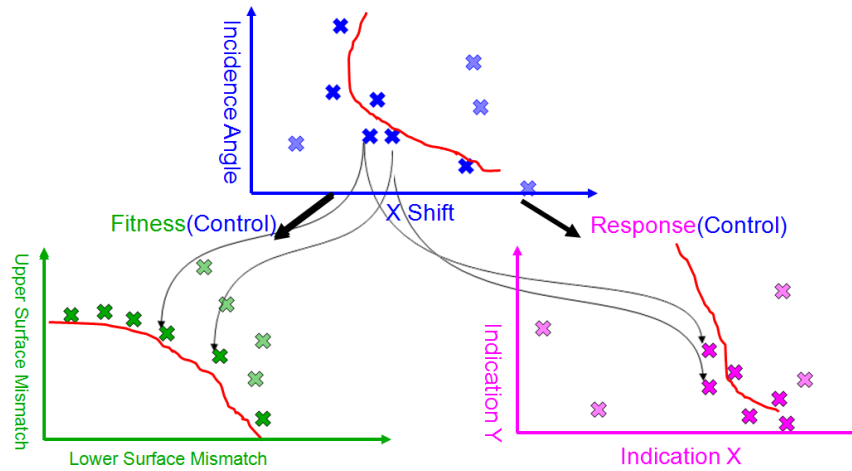 Incidence Angle
X Shift
Fitness(Control)
Response(Control)
Upper Surface
Mismatch
Lower Surface Mismatch
Indication Y
Indication X